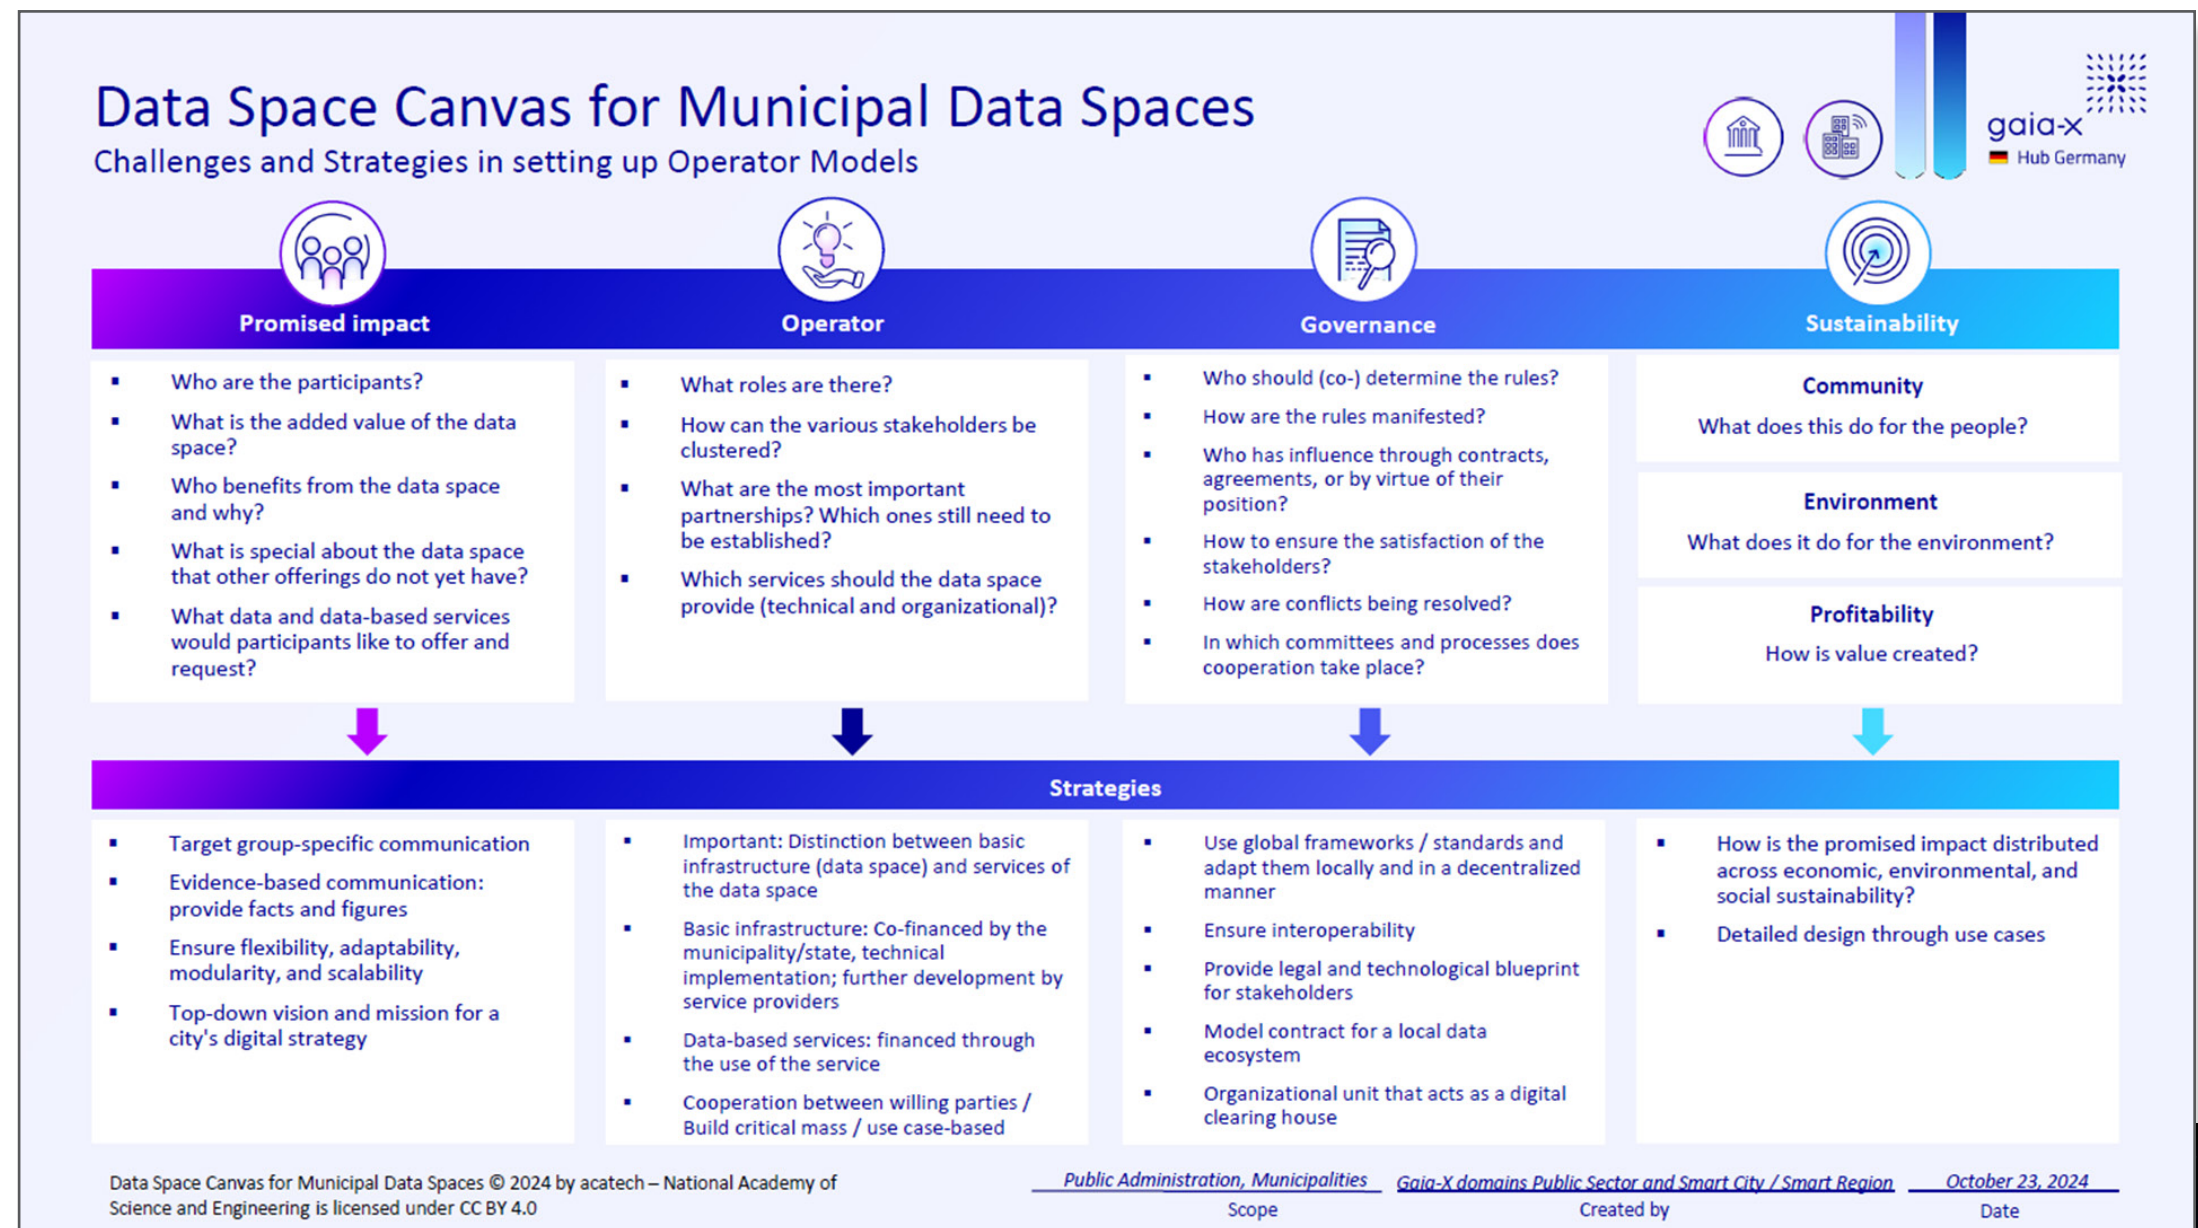 Data Space Canvas for Municipal Data Spaces
Challenges and Strategies in setting up Operator Models
gaia-x
Hub Germany
Promised impact
Operator
Governance
Sustainability
▪ Who are the participants?
▪ What is the added value of the data
space?
▪ Who benefits from the data space
and why?
▪ What is special about the data space
that other offerings do not yet have?
▪ What data and data-based services
would participants like to offer and
request?
▪ What roles are there?
▪ How can the various stakeholders be
clustered?
▪ What are the most important
partnerships? Which ones still need to
be established?
▪ Which services should the data space
provide (technical and organizational)?
▪ Who should (co-) determine the rules?
▪ How are the rules manifested?
▪ Who has influence through contracts,
agreements, or by virtue of their
position?
▪ How to ensure the satisfaction of the
stakeholders?
▪ How are conflicts being resolved?
▪ In which committees and processes does
cooperation take place?
Community
What does this do for the people?
Environment
What does it do for the environment?
Profitability
How is value created?
Strategies
▪ Target group-specific communication
▪ Evidence-based communication:
provide facts and figures
▪ Ensure flexibility, adaptability,
modularity, and scalability
▪ Top-down vision and mission for a
city's digital strategy
▪ Important: Distinction between basic
infrastructure (data space) and services of
the data space
▪ Basic infrastructure: Co-financed by the
municipality/state, technical
implementation; further development by
service providers
▪ Data-based services: financed through
the use of the service
▪ Cooperation between willing parties /
Build critical mass / use case-based
▪ Use global frameworks / standards and
adapt them locally and in a decentralized
manner
▪ Ensure interoperability
▪ Provide legal and technological blueprint
for stakeholders
▪ Model contract for a local data
ecosystem
▪ Organizational unit that acts as a digital
clearing house
▪ How is the promised impact distributed
across economic, environmental, and
social sustainability?
▪ Detailed design through use cases
Data Space Canvas for Municipal Data Spaces © 2024 by acatech – National Academy of
Science and Engineering is licensed under CC BY 4.0
Public Administration, Municipalities
Scope
Gaia-X domains Public Sector and Smart City / Smart Region
Created by
October 23, 2024
Date